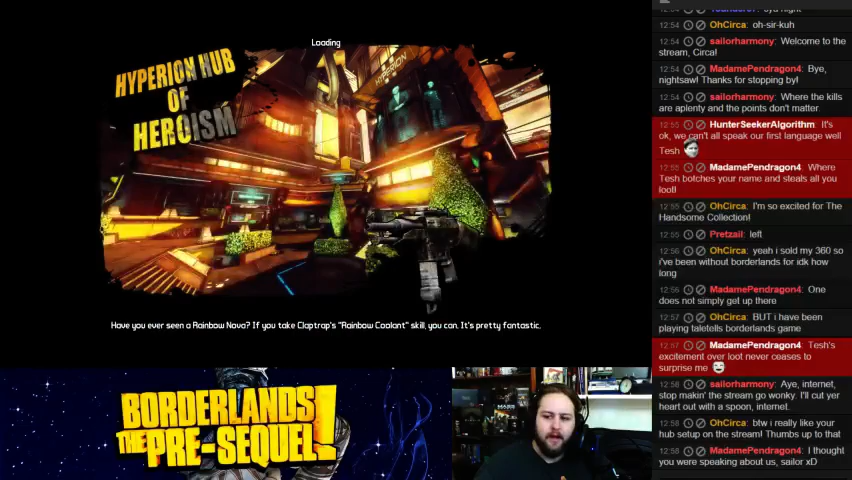 Loading
HYPERION HUB
OF
HEROISM
Have you ever seen a Rainbow Nova? If you take Claptrap's "Rainbow Coolant" skill, you can. It's pretty fantastic.
BORDERLANDS
THE PRE-SEQUEL!
12:54 OhCirca: oh-sir-kuh
12:54 sailorharmony: Welcome to the
stream, Circa!
12:54 MadamePendragon4: Bye,
nightsaw! Thanks for stopping by!
12:54 sailorharmony: Where the kills
are aplenty and the points don't matter.
12:55 HunterSeekerAlgorithm: It's
ok, we can't all speak our first language well
Tesh
12:55 MadamePendragon4: Where
Tesh botches your name and steals all you
loot!
12:55 OhCirca: I'm so excited for The
Handsome Collection!
12:55 Pretzail: left
12:56 OhCirca: yeah i sold my 360 so
i've been without borderlands for idk how
long
12:56 MadamePendragon4: One
does not simply get up there
12:57 OhCirca: BUT i have been
playing taletells borderlands game
12:57 MadamePendragon4: Tesh's
excitement over loot never ceases to
surprise me
12:58 sailorharmony: Aye, internet,
stop makin' the stream go wonky. I'll cut yer
heart out with a spoon, internet.
12:58 OhCirca: btw i really like your
hub setup on the stream! Thumbs up to that
12:58 MadamePendragon4: I thought
you were speaking about us, sailor xD